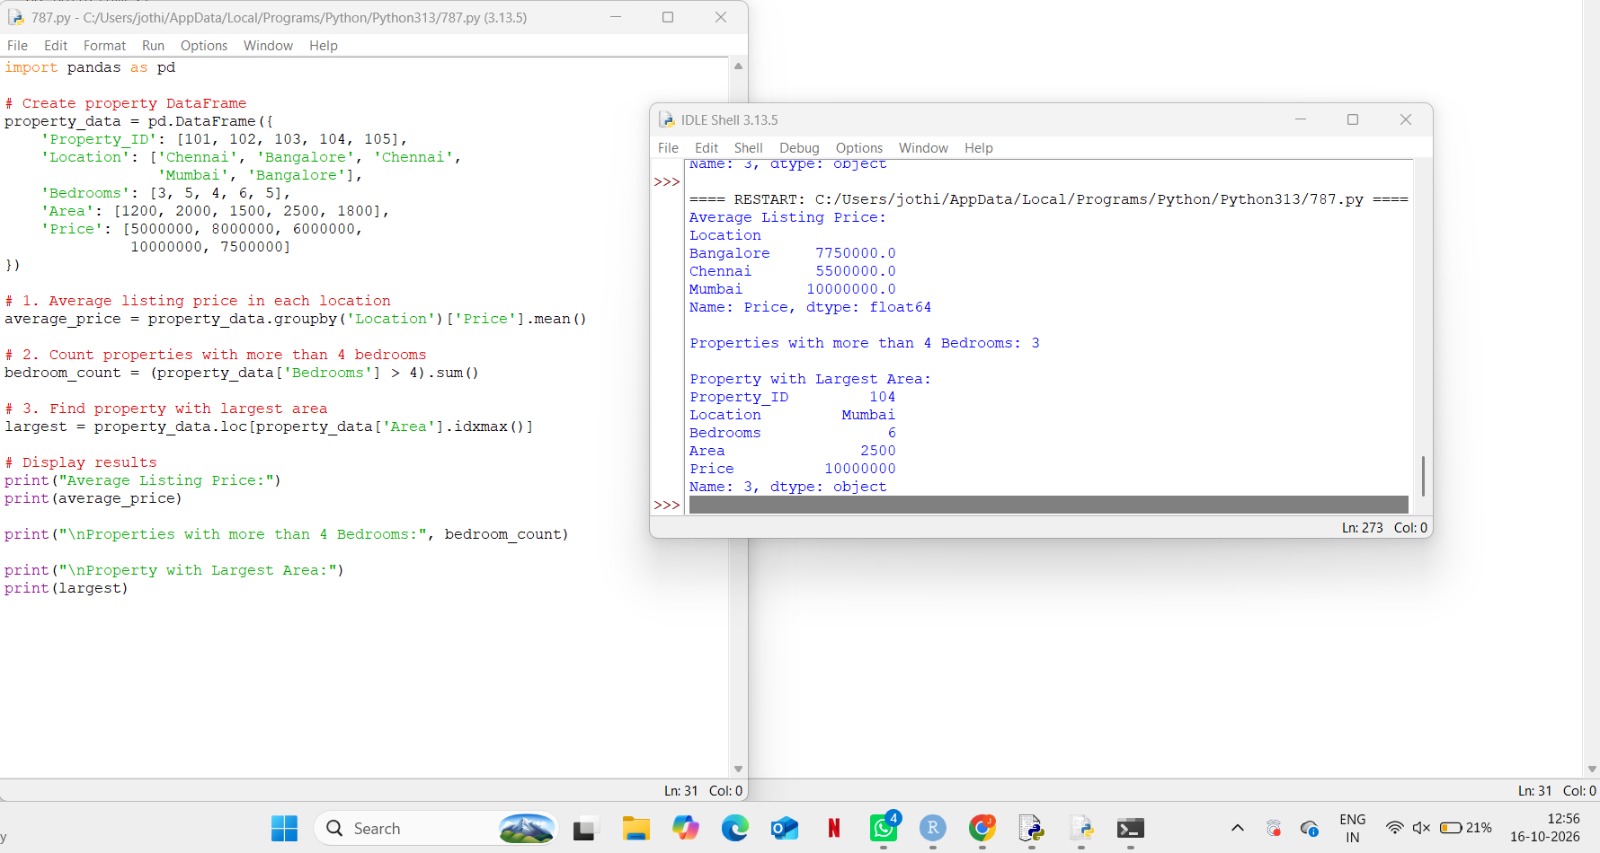 787.py - C:/Users/jothi/AppData/Local/Programs/Python/Python313/787.py (3.13.5)
File Edit Format Run Options Window Help
import pandas as pd
# Create property DataFrame
property_data = pd.DataFrame({
    'Property_ID': [101, 102, 103, 104, 105],
    'Location': ['Chennai', 'Bangalore', 'Chennai',
                 'Mumbai', 'Bangalore'],
    'Bedrooms': [3, 5, 4, 6, 5],
    'Area': [1200, 2000, 1500, 2500, 1800],
    'Price': [5000000, 8000000, 6000000,
              10000000, 7500000]
})
# 1. Average listing price in each location
average_price = property_data.groupby('Location')['Price'].mean()
# 2. Count properties with more than 4 bedrooms
bedroom_count = (property_data['Bedrooms'] > 4).sum()
# 3. Find property with largest area
largest = property_data.loc[property_data['Area'].idxmax()]
# Display results
print("Average Listing Price:")
print(average_price)
print("\nProperties with more than 4 Bedrooms:", bedroom_count)
print("\nProperty with Largest Area:")
print(largest)
Ln: 31 Col: 0
IDLE Shell 3.13.5
File Edit Shell Debug Options Window Help
Name: 3, dtype: object
>>>
==== RESTART: C:/Users/jothi/AppData/Local/Programs/Python/Python313/787.py ====
Average Listing Price:
Location
Bangalore     7750000.0
Chennai       5500000.0
Mumbai       10000000.0
Name: Price, dtype: float64
Properties with more than 4 Bedrooms: 3
Property with Largest Area:
Property_ID         104
Location         Mumbai
Bedrooms              6
Area               2500
Price          10000000
Name: 3, dtype: object
>>>
Ln: 273 Col: 0
Ln: 31 Col: 0
y
Search
N
4
R
ENG
IN
21%
12:56
16-10-2026